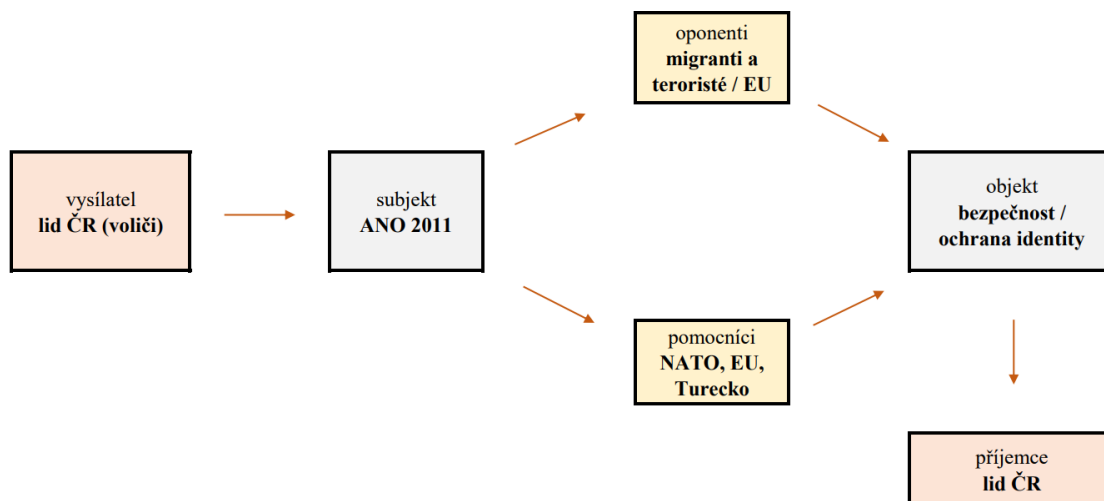 oponenti
migranti a
teroristé / EU
vysílatel
lid ČR (voliči)
subjekt
ANO 2011
objekt
bezpečnost /
ochrana identity
pomocníci
NATO, EU,
Turecko
příjemce
lid ČR